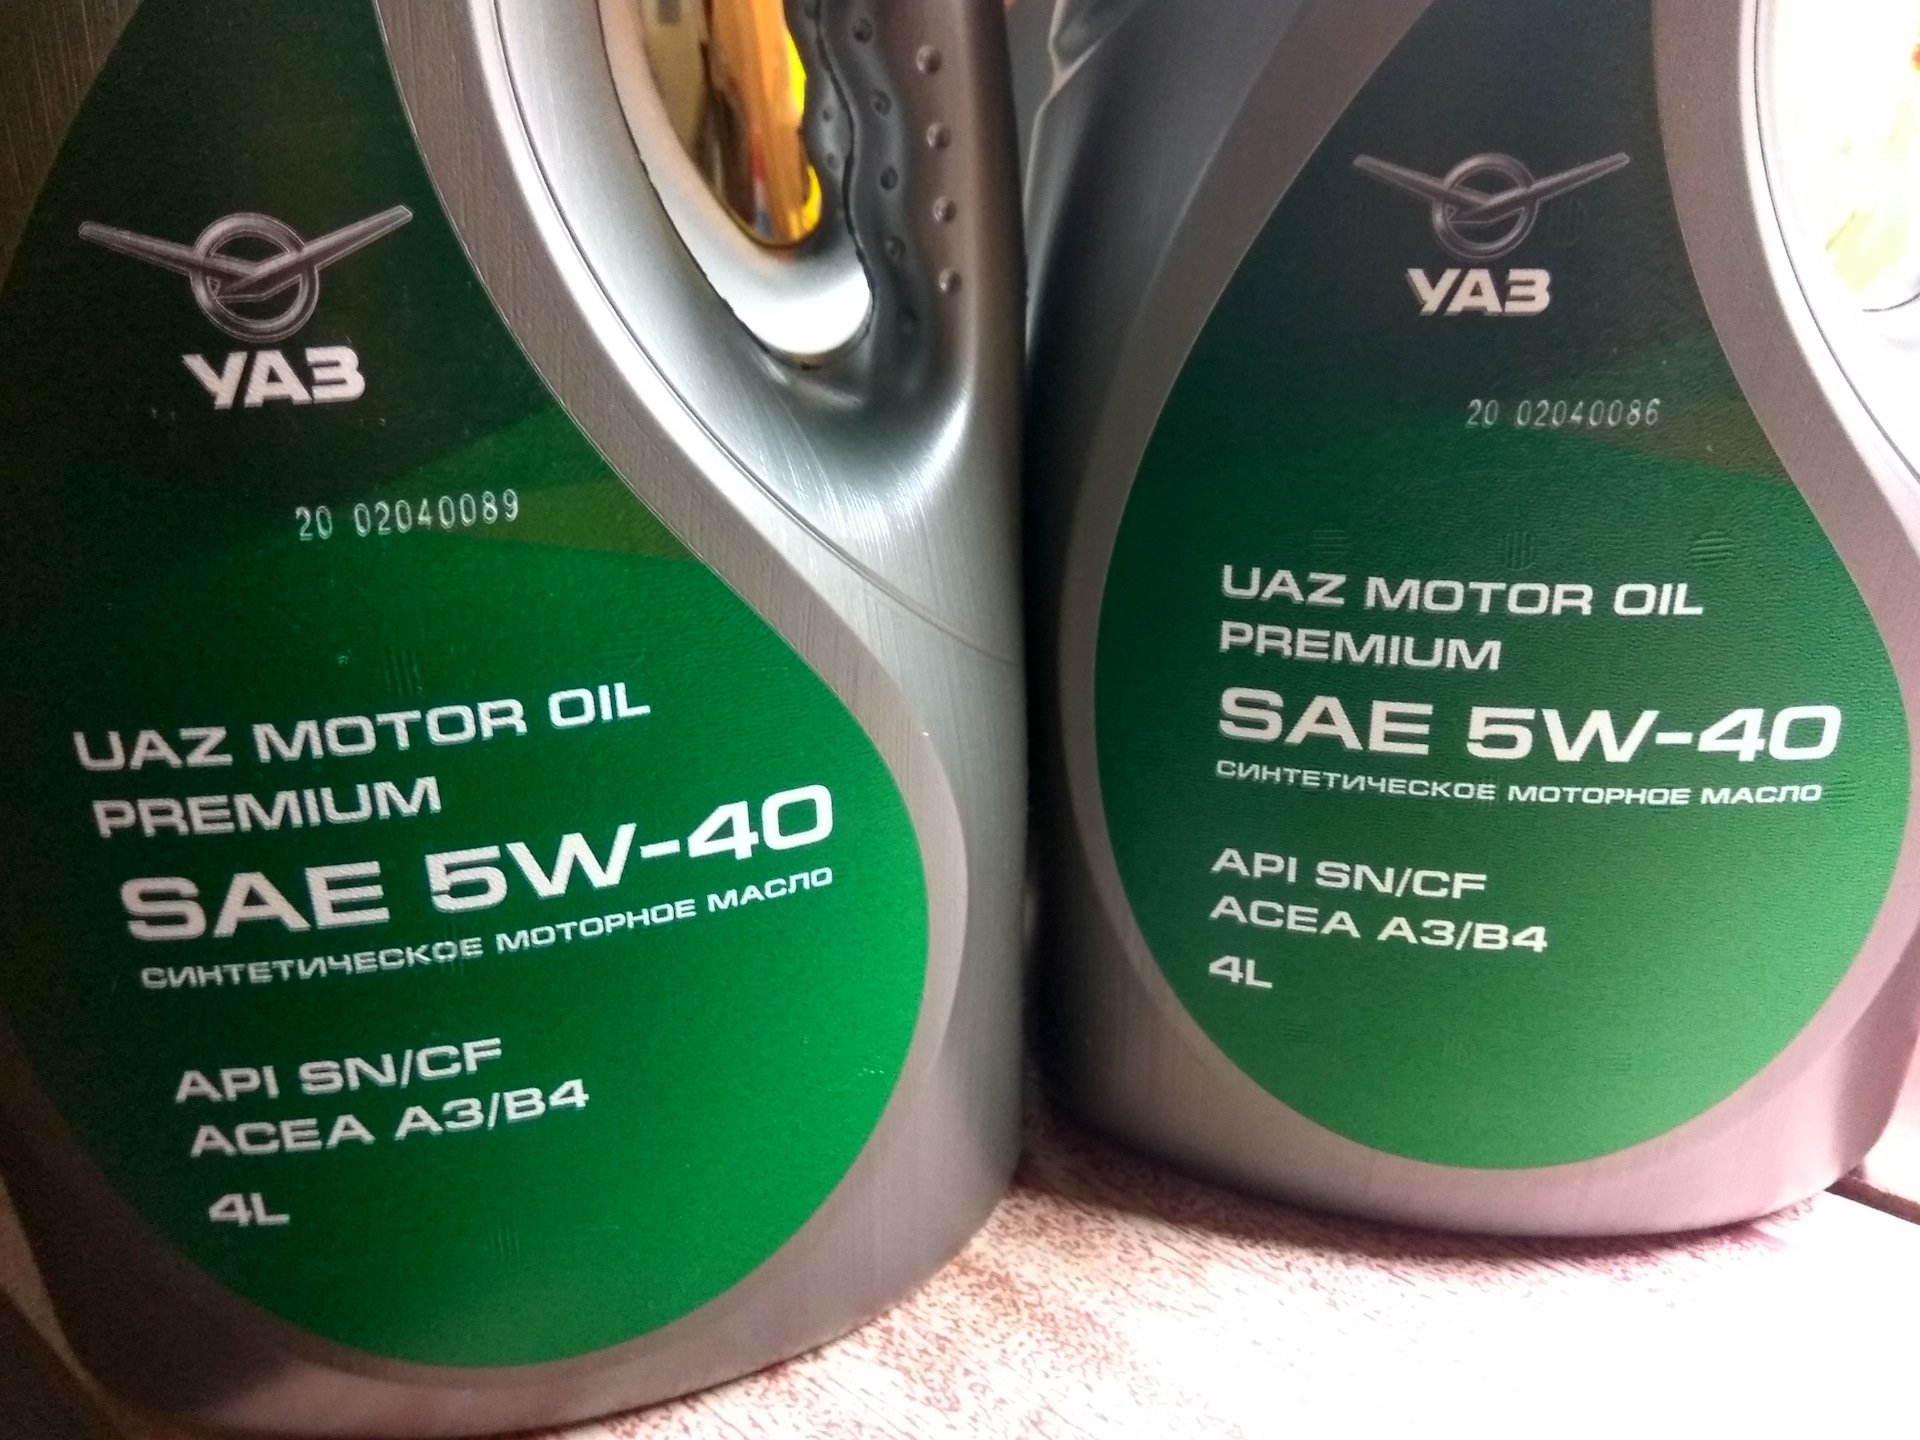 УАЗ
20 02040089
UAZ MOTOR OIL
PREMIUM
SAE 5W-40
СИНТЕТИЧЕСКОЕ МОТОРНОЕ МАСЛО
API SN/CF
ACEA A3/B4
4L
УАЗ
20 02040086
UAZ MOTOR OIL
PREMIUM
SAE 5W-40
СИНТЕТИЧЕСКОЕ МОТОРНОЕ МАСЛО
API SN/CF
ACEA A3/B4
4L